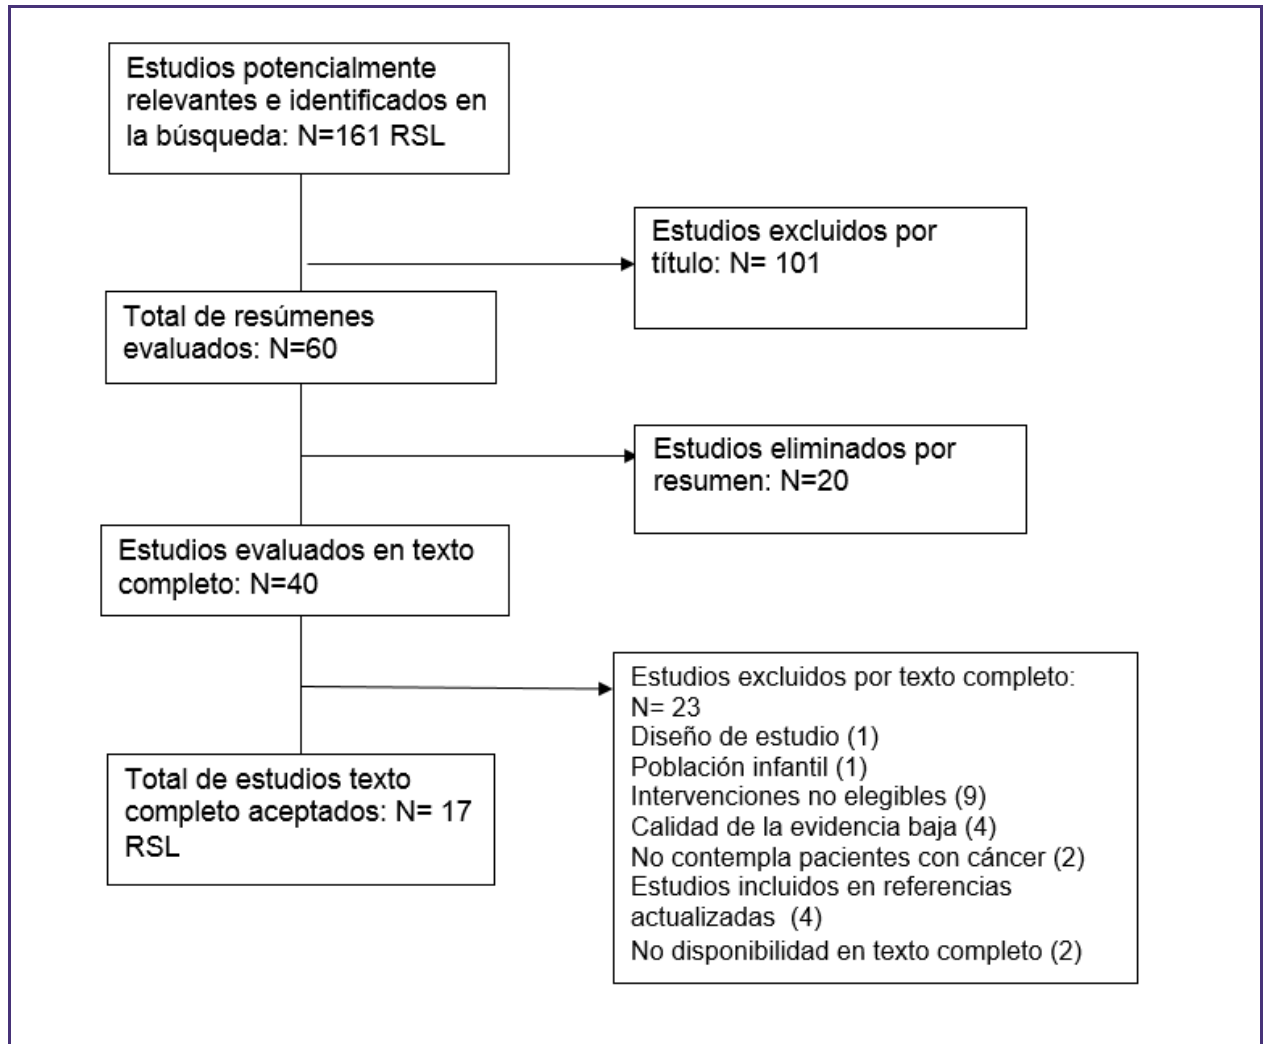 Estudios potencialmente
relevantes e identificados en
la búsqueda: N=161 RSL
Estudios excluidos por
título: N= 101
Total de resúmenes
evaluados: N=60
Estudios eliminados por
resumen: N=20
Estudios evaluados en texto
completo: N=40
Estudios excluidos por texto completo:
N= 23
Diseño de estudio (1)
Población infantil (1)
Intervenciones no elegibles (9)
Calidad de la evidencia baja (4)
No contempla pacientes con cáncer (2)
Estudios incluidos en referencias
actualizadas  (4)
No disponibilidad en texto completo (2)
Total de estudios texto
completo aceptados: N= 17
RSL